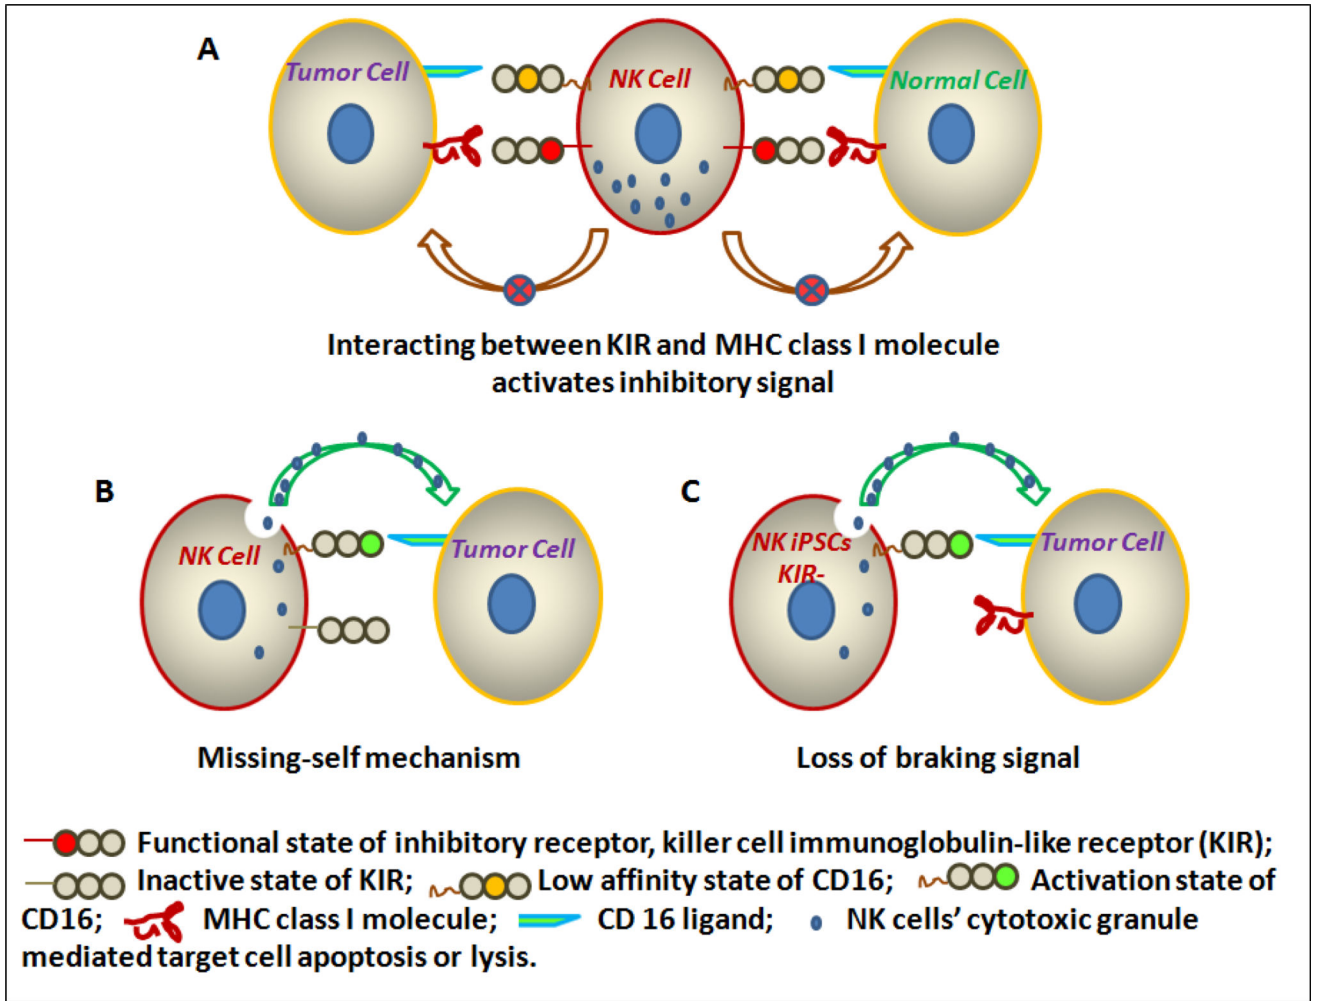 A
Tumor Cell
NK Cell
Normal Cell
Interacting between KIR and MHC class I molecule
activates inhibitory signal
B
NK Cell
Tumor Cell
Missing-self mechanism
C
NK iPSCs
KIR-
Tumor Cell
Loss of braking signal
Functional state of inhibitory receptor, killer cell immunoglobulin-like receptor (KIR);
Inactive state of KIR; Low affinity state of CD16; Activation state of
CD16; MHC class I molecule; CD 16 ligand; NK cells' cytotoxic granule
mediated target cell apoptosis or lysis.